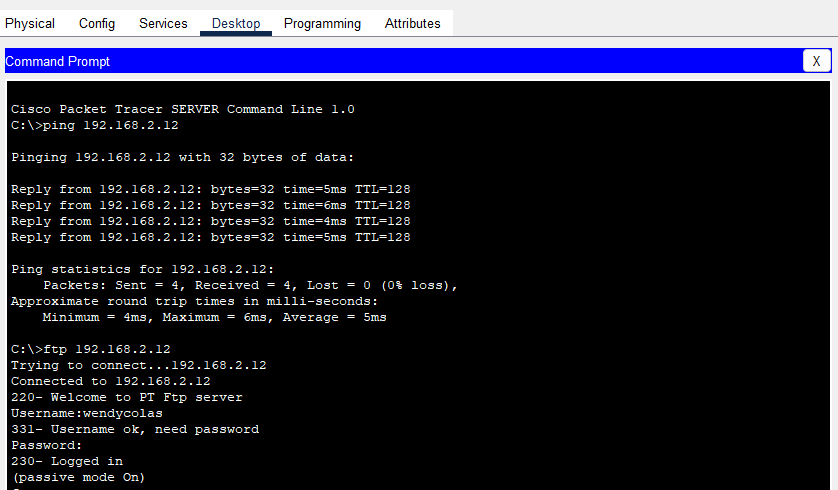 Physical Config Services Desktop Programming Attributes
Command Prompt X
Cisco Packet Tracer SERVER Command Line 1.0
C:\>ping 192.168.2.12
Pinging 192.168.2.12 with 32 bytes of data:
Reply from 192.168.2.12: bytes=32 time=5ms TTL=128
Reply from 192.168.2.12: bytes=32 time=6ms TTL=128
Reply from 192.168.2.12: bytes=32 time=4ms TTL=128
Reply from 192.168.2.12: bytes=32 time=5ms TTL=128
Ping statistics for 192.168.2.12:
Packets: Sent = 4, Received = 4, Lost = 0 (0% loss),
Approximate round trip times in milli-seconds:
Minimum = 4ms, Maximum = 6ms, Average = 5ms
C:\>ftp 192.168.2.12
Trying to connect...192.168.2.12
Connected to 192.168.2.12
220- Welcome to PT Ftp server
Username:wendycolas
331- Username ok, need password
Password:
230- Logged in
(passive mode On)